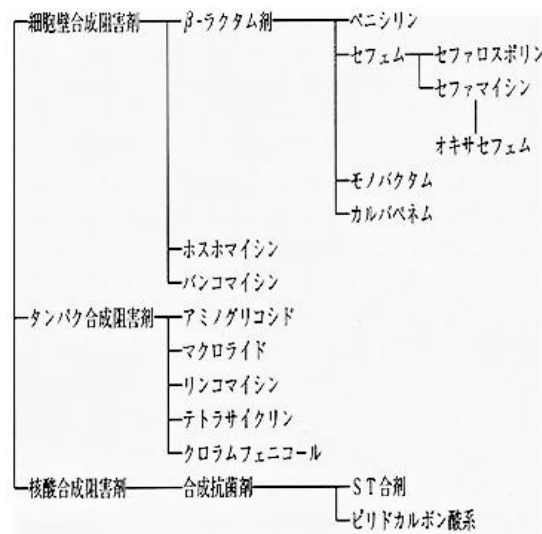 細胞壁合成阻害剤 β-ラクタム剤 ペニシリン
セフェム セファロスポリン
セファマイシン
オキサセフェム
モノバクタム
カルバペネム
ホスホマイシン
バンコマイシン
タンパク合成阻害剤 アミノグリコシド
マクロライド
リンコマイシン
テトラサイクリン
クロラムフェニコール
核酸合成阻害剤 合成抗菌剤 ST合剤
ピリドカルボン酸系